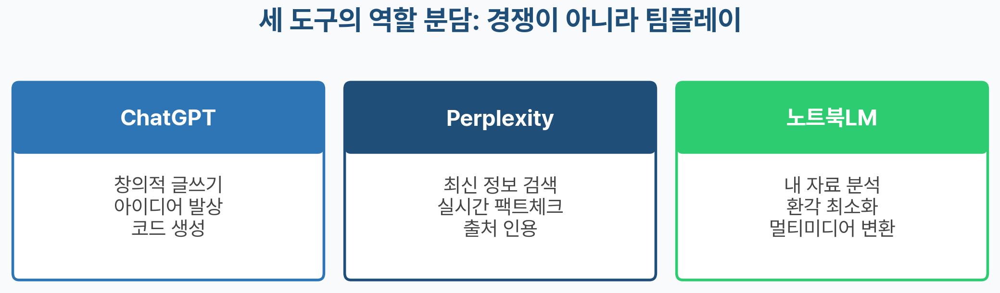 세 도구의 역할 분담: 경쟁이 아니라 팀플레이
ChatGPT
창의적 글쓰기
아이디어 발상
코드 생성
Perplexity
최신 정보 검색
실시간 팩트체크
출처 인용
노트북LM
내 자료 분석
환각 최소화
멀티미디어 변환